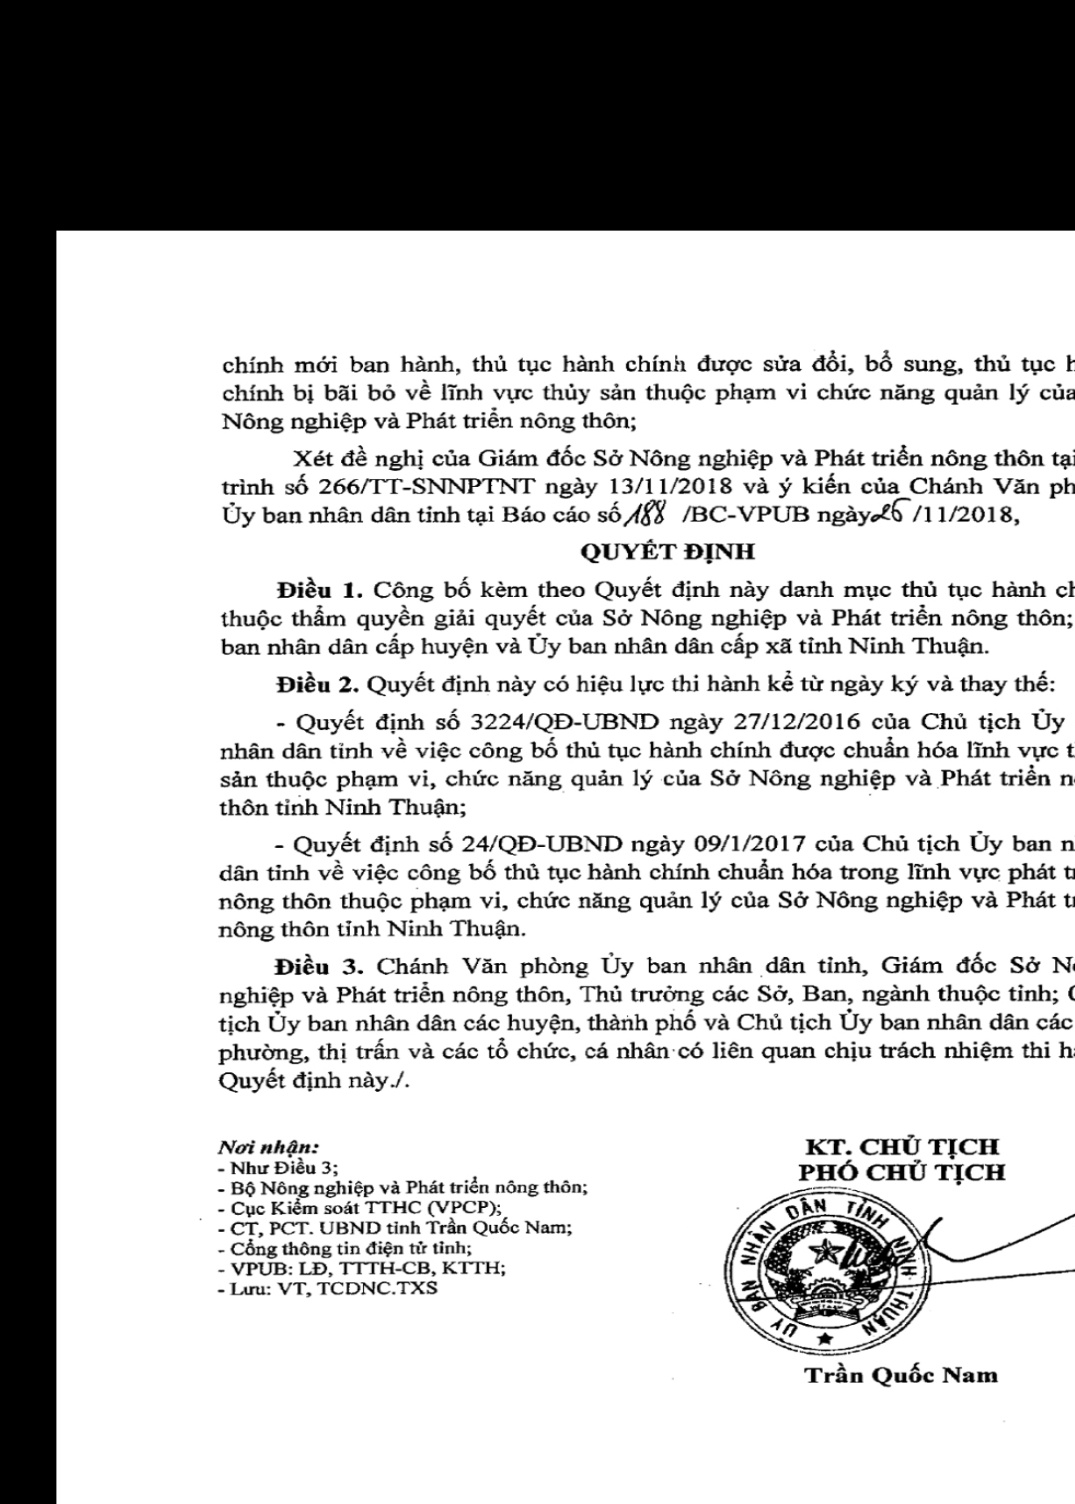 chính mới ban hành, thủ tục hành chính được sửa đổi, bổ sung, thủ tục h
chính bị bãi bỏ về lĩnh vực thủy sản thuộc phạm vi chức năng quản lý của
Nông nghiệp và Phát triển nông thôn;
Xét đề nghị của Giám đốc Sở Nông nghiệp và Phát triển nông thôn tại
trình số 266/TT-SNNPTNT ngày 13/11/2018 và ý kiến của Chánh Văn ph
Ủy ban nhân dân tỉnh tại Báo cáo số 188 /BC-VPUB ngày /11/2018,
QUYẾT ĐỊNH
Điều 1. Công bố kèm theo Quyết định này danh mục thủ tục hành ch
thuộc thẩm quyền giải quyết của Sở Nông nghiệp và Phát triển nông thôn;
ban nhân dân cấp huyện và Ủy ban nhân dân cấp xã tỉnh Ninh Thuận.
Điều 2. Quyết định này có hiệu lực thi hành kể từ ngày ký và thay thế:
- Quyết định số 3224/QĐ-UBND ngày 27/12/2016 của Chủ tịch Ủy
nhân dân tỉnh về việc công bố thủ tục hành chính được chuẩn hóa lĩnh vực t
sản thuộc phạm vi, chức năng quản lý của Sở Nông nghiệp và Phát triển n
thôn tỉnh Ninh Thuận;
- Quyết định số 24/QĐ-UBND ngày 09/1/2017 của Chủ tịch Ủy ban n
dân tỉnh về việc công bố thủ tục hành chính chuẩn hóa trong lĩnh vực phát tr
nông thôn thuộc phạm vi, chức năng quản lý của Sở Nông nghiệp và Phát tr
nông thôn tỉnh Ninh Thuận.
Điều 3. Chánh Văn phòng Ủy ban nhân dân tỉnh, Giám đốc Sở N
nghiệp và Phát triển nông thôn, Thủ trưởng các Sở, Ban, ngành thuộc tỉnh; C
tịch Ủy ban nhân dân các huyện, thành phố và Chủ tịch Ủy ban nhân dân các
phường, thị trấn và các tổ chức, cá nhân có liên quan chịu trách nhiệm thi h
Quyết định này./.
Nơi nhận:
- Như Điều 3;
- Bộ Nông nghiệp và Phát triển nông thôn;
- Cục Kiểm soát TTHC (VPCP);
- CT, PCT. UBND tỉnh Trần Quốc Nam;
- Cổng thông tin điện tử tỉnh;
- VPUB: LĐ, TTTH-CB, KTTH;
- Lưu: VT, TCDNC.TXS
KT. CHỦ TỊCH
PHÓ CHỦ TỊCH
ỦY BAN NHÂN DÂN TỈNH NINH THUẬN
Trần Quốc Nam